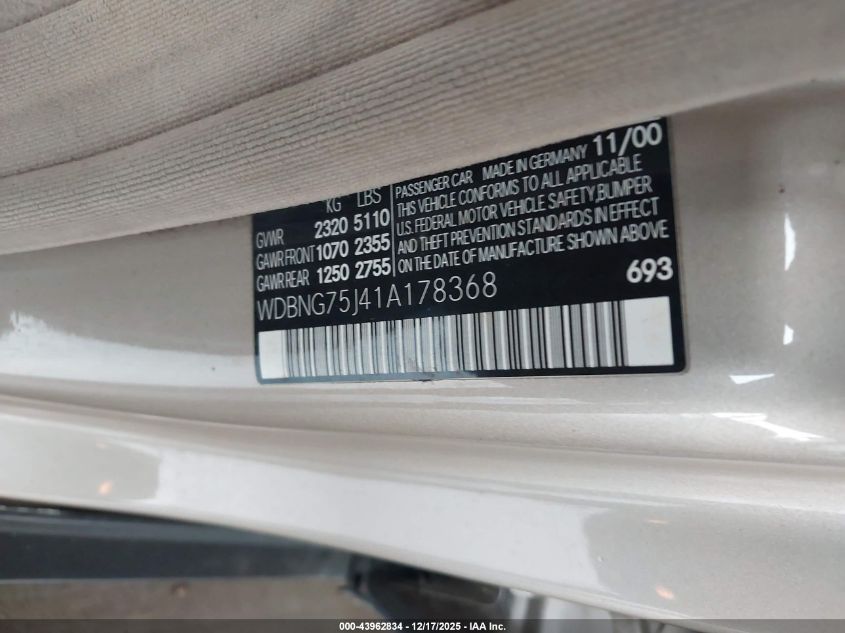 11/00
KG LBS
GVWR 2320 5110
GAWR FRONT 1070 2355
GAWR REAR 1250 2755
PASSENGER CAR MADE IN GERMANY
THIS VEHICLE CONFORMS TO ALL APPLICABLE
U.S. FEDERAL MOTOR VEHICLE SAFETY, BUMPER
AND THEFT PREVENTION STANDARDS IN EFFECT
ON THE DATE OF MANUFACTURE SHOWN ABOVE
693
WDBNG75J41A178368
000-43962834 - 12/17/2025 - IAA Inc.